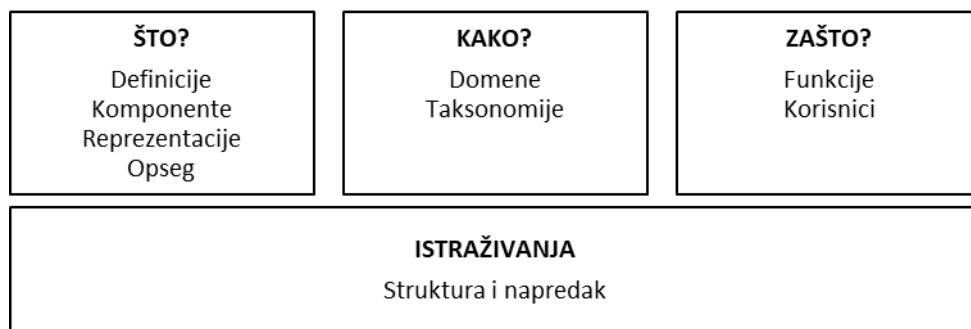 ŠTO?
Definicije
Komponente
Reprezentacije
Opseg
KAKO?
Domene
Taksonomije
ZAŠTO?
Funkcije
Korisnici
ISTRAŽIVANJA
Struktura i napredak